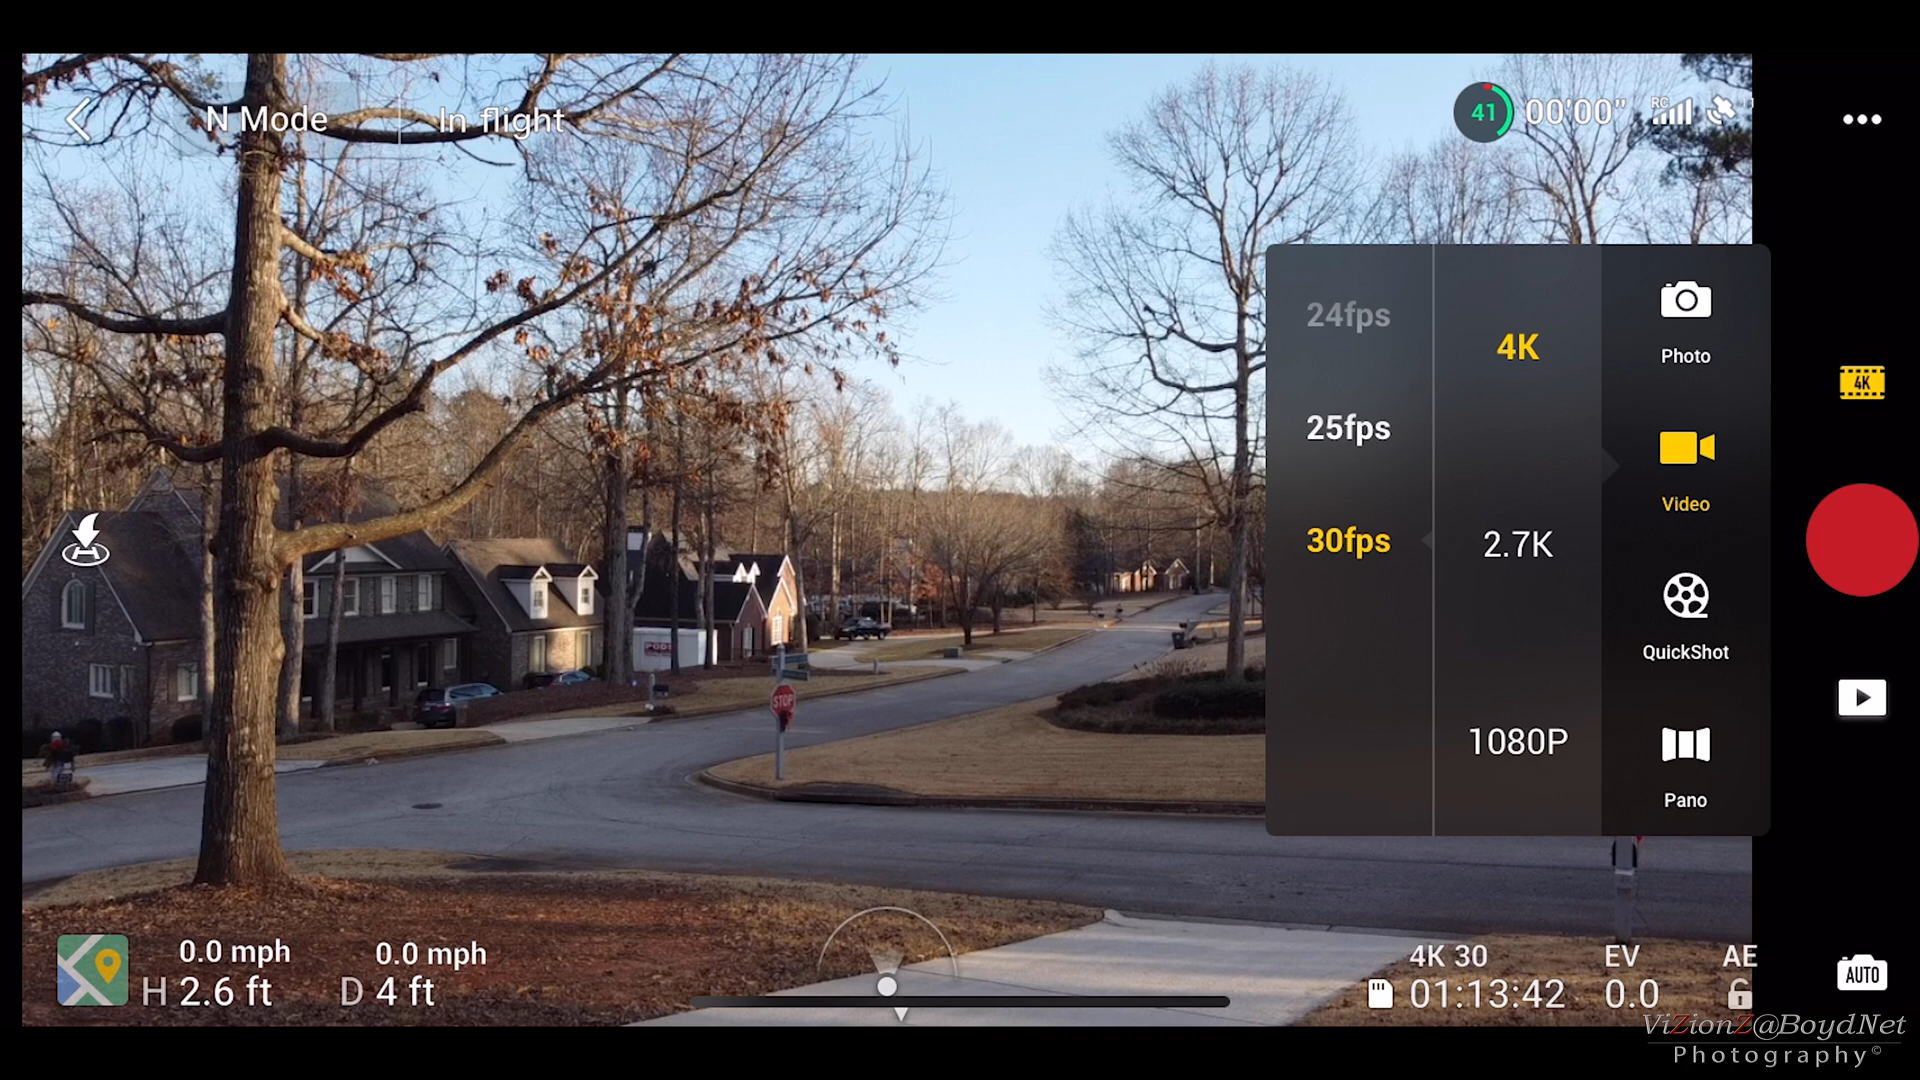 N Mode
In flight
41
00'00"
RC
24fps
25fps
30fps
4K
2.7K
1080P
Photo
Video
QuickShot
Pano
4K
PODS
STOP
0.0 mph
0.0 mph
H 2.6 ft
D 4 ft
4K 30
01:13:42
EV
0.0
AE
AUTO
ViZionZ@BoydNet
Photography©